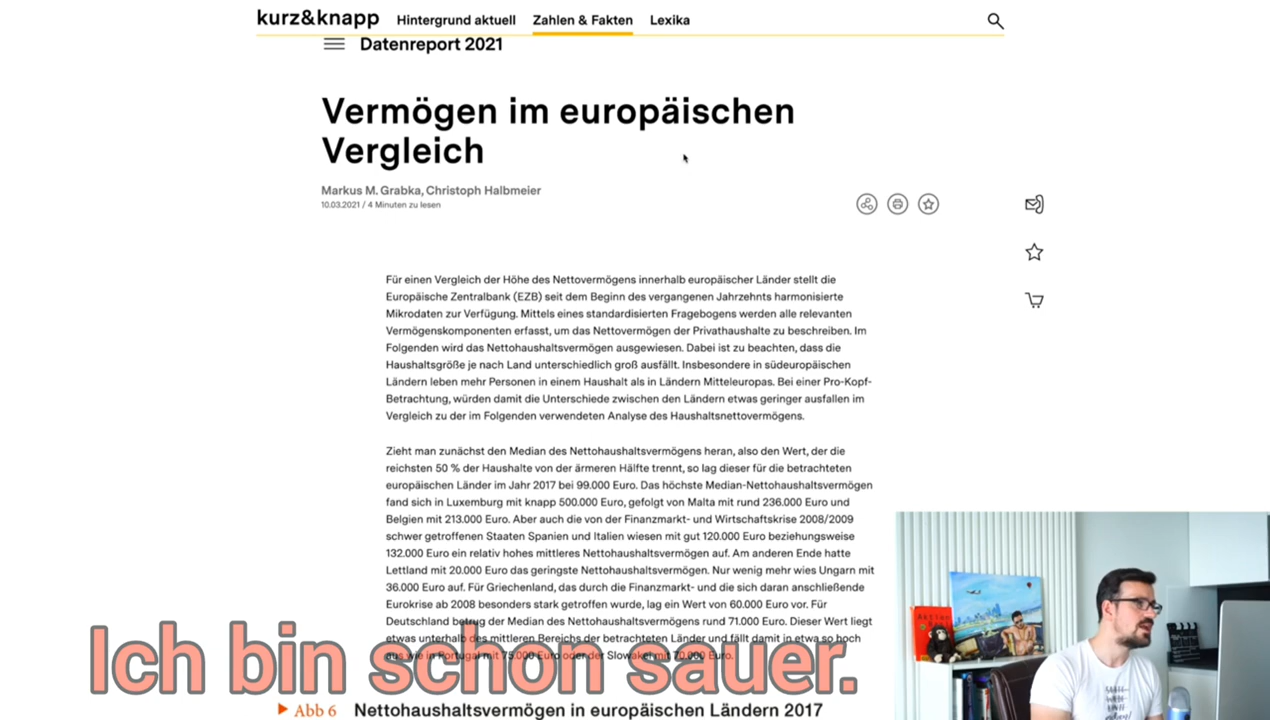 kurz&knapp Hintergrund aktuell Zahlen & Fakten Lexika
Datenreport 2021
Vermögen im europäischen
Vergleich
Markus M. Grabka, Christoph Halbmeier
10.03.2021 / 4 Minuten zu lesen
Für einen Vergleich der Höhe des Nettovermögens innerhalb europäischer Länder stellt die
Europäische Zentralbank (EZB) seit dem Beginn des vergangenen Jahrzehnts harmonisierte
Mikrodaten zur Verfügung. Mittels eines standardisierten Fragebogens werden alle relevanten
Vermögenskomponenten erfasst, um das Nettovermögen der Privathaushalte zu beschreiben. Im
Folgenden wird das Nettohaushaltsvermögen ausgewiesen. Dabei ist zu beachten, dass die
Haushaltsgröße je nach Land unterschiedlich groß ausfällt. Insbesondere in südeuropäischen
Ländern leben mehr Personen in einem Haushalt als in Ländern Mitteleuropas. Bei einer Pro-Kopf-
Betrachtung, würden damit die Unterschiede zwischen den Ländern etwas geringer ausfallen im
Vergleich zu der im Folgenden verwendeten Analyse des Haushaltsnettovermögens.
Zieht man zunächst den Median des Nettohaushaltsvermögens heran, also den Wert, der die
reichsten 50 % der Haushalte von der ärmeren Hälfte trennt, so lag dieser für die betrachteten
europäischen Länder im Jahr 2017 bei 99.000 Euro. Das höchste Median-Nettohaushaltsvermögen
fand sich in Luxemburg mit knapp 500.000 Euro, gefolgt von Malta mit rund 236.000 Euro und
Belgien mit 213.000 Euro. Aber auch die von der Finanzmarkt- und Wirtschaftskrise 2008/2009
schwer getroffenen Staaten Spanien und Italien wiesen mit gut 120.000 Euro beziehungsweise
132.000 Euro ein relativ hohes mittleres Nettohaushaltsvermögen auf. Am anderen Ende hatte
Lettland mit 20.000 Euro das geringste Nettohaushaltsvermögen. Nur wenig mehr wies Ungarn mit
36.000 Euro auf. Für Griechenland, das durch die Finanzmarkt- und die sich daran anschließende
Eurokrise ab 2008 besonders stark getroffen wurde, lag ein Wert von 60.000 Euro vor. Für
Deutschland betrug der Median des Nettovermögens rund 71.000 Euro. Dieser Wert liegt
etwas unterhalb des mittleren Bereichs der betrachteten Länder und fällt damit in etwa so hoch
aus wie in Portugal mit 75.000 Euro oder der Slowakei mit 70.000 Euro.
Ich bin schon sauer.
Abb 6 Nettohaushaltsvermögen in europäischen Ländern 2017